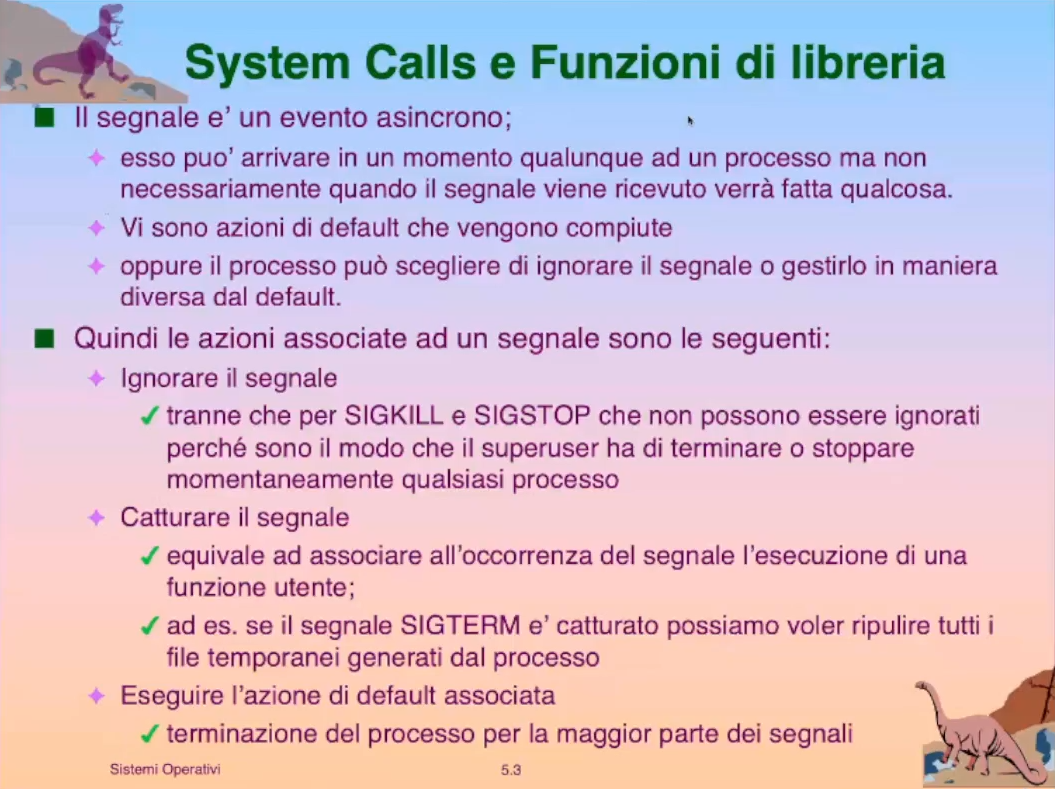 System Calls e Funzioni di libreria
Il segnale e' un evento asincrono;
esso puo' arrivare in un momento qualunque ad un processo ma non
necessariamente quando il segnale viene ricevuto verrà fatta qualcosa.
Vi sono azioni di default che vengono compiute
oppure il processo può scegliere di ignorare il segnale o gestirlo in maniera
diversa dal default.
Quindi le azioni associate ad un segnale sono le seguenti:
Ignorare il segnale
tranne che per SIGKILL e SIGSTOP che non possono essere ignorati
perché sono il modo che il superuser ha di terminare o stoppare
momentaneamente qualsiasi processo
Catturare il segnale
equivale ad associare all'occorrenza del segnale l'esecuzione di una
funzione utente;
ad es. se il segnale SIGTERM e' catturato possiamo voler ripulire tutti i
file temporanei generati dal processo
Eseguire l'azione di default associata
terminazione del processo per la maggior parte dei segnali
Sistemi Operativi
5.3